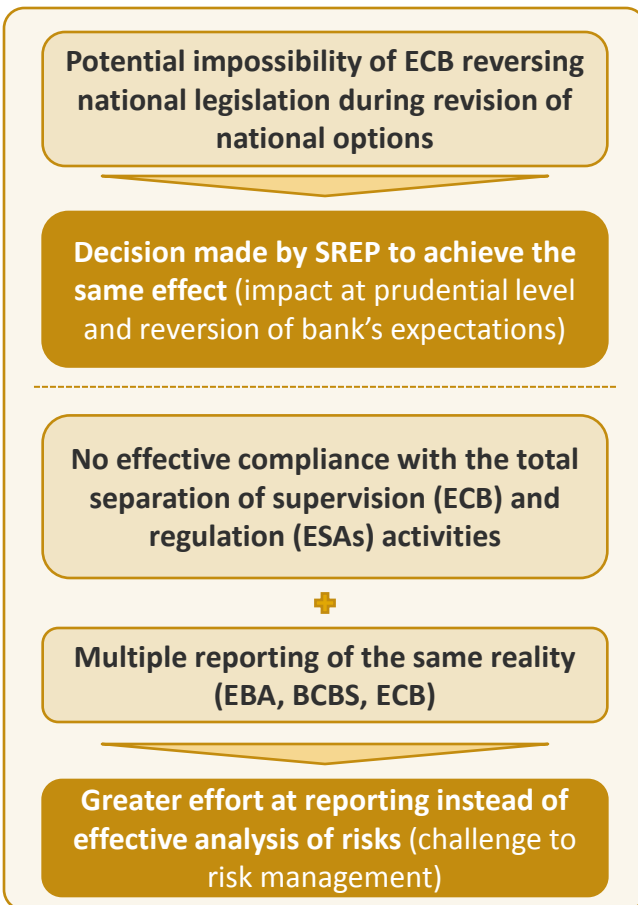 Potential impossibility of ECB reversing
national legislation during revision of
national options
Decision made by SREP to achieve the
same effect (impact at prudential level
and reversion of bank’s expectations)
No effective compliance with the total
separation of supervision (ECB) and
regulation (ESAs) activities
Multiple reporting of the same reality
(EBA, BCBS, ECB)
Greater effort at reporting instead of
effective analysis of risks (challenge to
risk management)